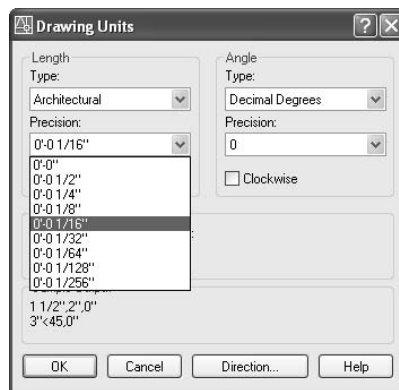 Drawing Units
Length
Type:
Architectural
Precision:
0'-0 1/16"
0'-0"
0'-0 1/2"
0'-0 1/4"
0'-0 1/8"
0'-0 1/16"
0'-0 1/32"
0'-0 1/64"
0'-0 1/128"
0'-0 1/256"
Angle
Type:
Decimal Degrees
Precision:
0
Clockwise
1 1/2",2",0"
3"<45,0"
OK Cancel Direction... Help